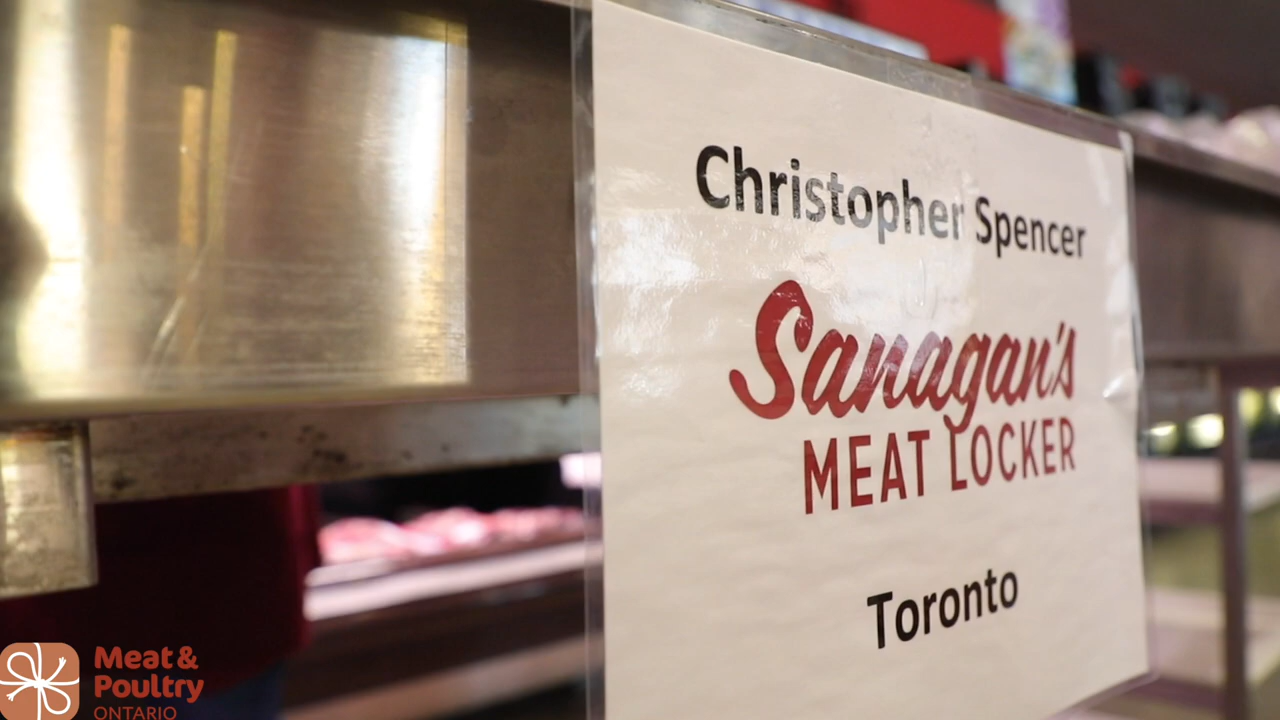 Christopher Spencer
Sanagan's
MEAT LOCKER
Toronto
Meat &
Poultry
ONTARIO